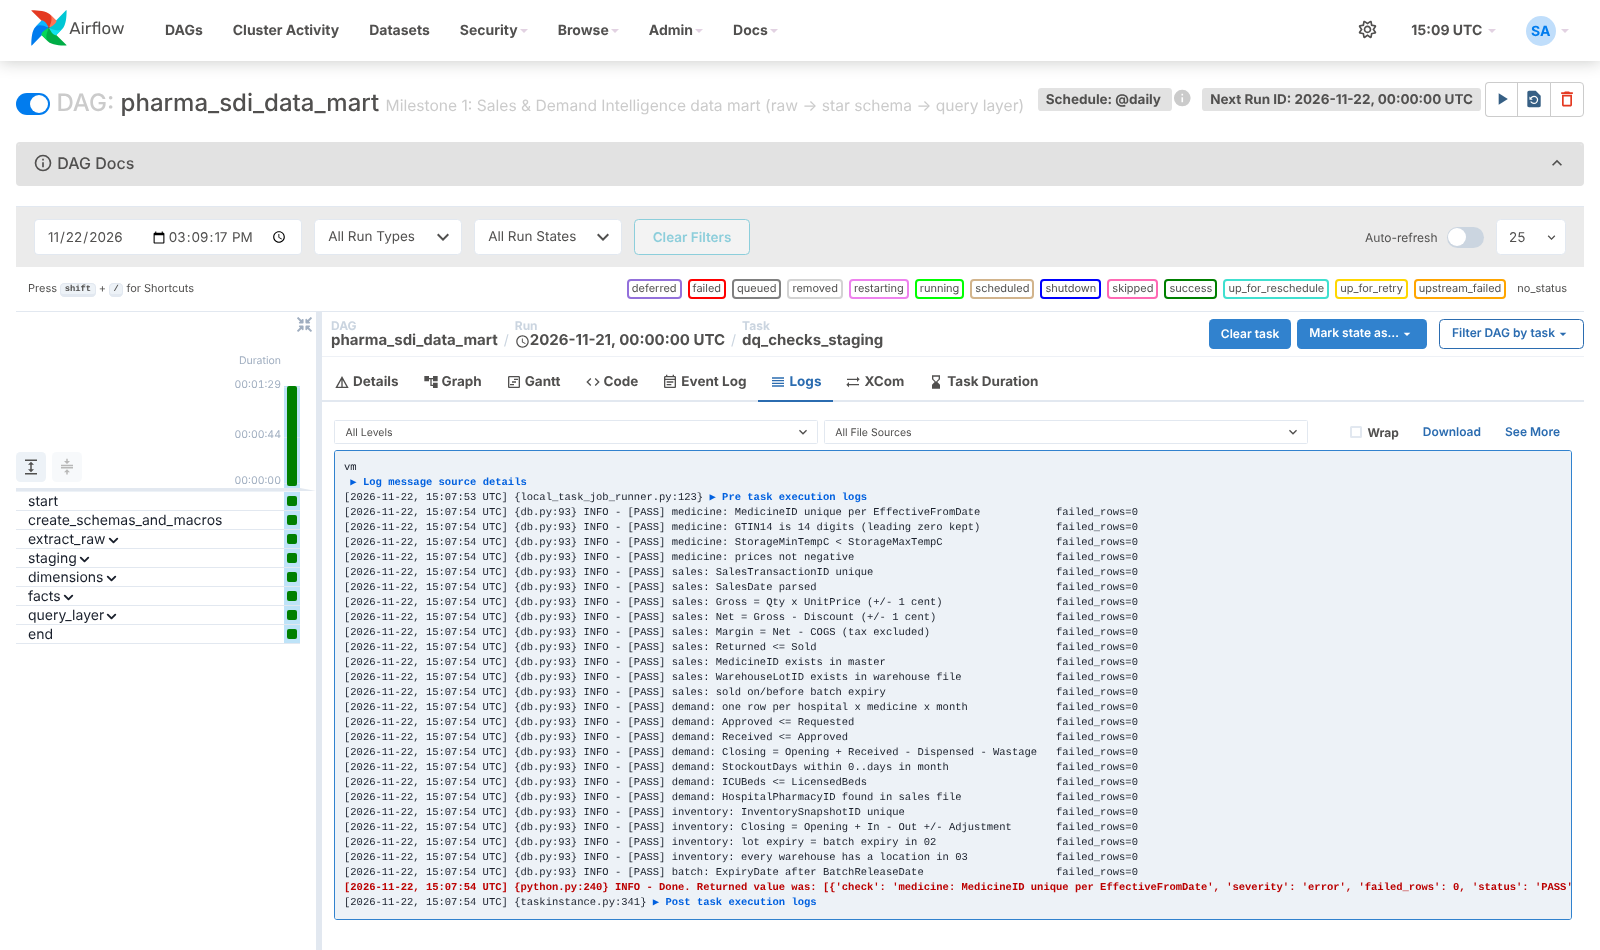 Airflow DAGs Cluster Activity Datasets Security Browse Admin Docs 15:09 UTC SA
DAG: pharma_sdi_data_mart Milestone 1: Sales & Demand Intelligence data mart (raw → star schema → query layer) Schedule: @daily Next Run ID: 2026-11-22, 00:00:00 UTC
DAG Docs
11/22/2026 03:09:17 PM All Run Types All Run States Clear Filters Auto-refresh 25
Press shift + / for Shortcuts deferred failed queued removed restarting running scheduled shutdown skipped success up_for_reschedule up_for_retry upstream_failed no_status
Duration
00:01:29
00:00:44
00:00:00
start
create_schemas_and_macros
extract_raw
staging
dimensions
facts
query_layer
end
DAG Run Task
pharma_sdi_data_mart / 2026-11-21, 00:00:00 UTC / dq_checks_staging
Clear task Mark state as... Filter DAG by task
Details Graph Gantt Code Event Log Logs XCom Task Duration
All Levels All File Sources Wrap Download See More
vm
▶ Log message source details
[2026-11-22, 15:07:53 UTC] {local_task_job_runner.py:123} ▶ Pre task execution logs
[2026-11-22, 15:07:54 UTC] {db.py:93} INFO - [PASS] medicine: MedicineID unique per EffectiveFromDate failed_rows=0
[2026-11-22, 15:07:54 UTC] {db.py:93} INFO - [PASS] medicine: GTIN14 is 14 digits (leading zero kept) failed_rows=0
[2026-11-22, 15:07:54 UTC] {db.py:93} INFO - [PASS] medicine: StorageMinTempC < StorageMaxTempC failed_rows=0
[2026-11-22, 15:07:54 UTC] {db.py:93} INFO - [PASS] medicine: prices not negative failed_rows=0
[2026-11-22, 15:07:54 UTC] {db.py:93} INFO - [PASS] sales: SalesTransactionID unique failed_rows=0
[2026-11-22, 15:07:54 UTC] {db.py:93} INFO - [PASS] sales: SalesDate parsed failed_rows=0
[2026-11-22, 15:07:54 UTC] {db.py:93} INFO - [PASS] sales: Gross = Qty x UnitPrice (+/- 1 cent) failed_rows=0
[2026-11-22, 15:07:54 UTC] {db.py:93} INFO - [PASS] sales: Net = Gross - Discount (+/- 1 cent) failed_rows=0
[2026-11-22, 15:07:54 UTC] {db.py:93} INFO - [PASS] sales: Margin = Net - COGS (tax excluded) failed_rows=0
[2026-11-22, 15:07:54 UTC] {db.py:93} INFO - [PASS] sales: Returned <= Sold failed_rows=0
[2026-11-22, 15:07:54 UTC] {db.py:93} INFO - [PASS] sales: MedicineID exists in master failed_rows=0
[2026-11-22, 15:07:54 UTC] {db.py:93} INFO - [PASS] sales: WarehouseLotID exists in warehouse file failed_rows=0
[2026-11-22, 15:07:54 UTC] {db.py:93} INFO - [PASS] sales: sold on/before batch expiry failed_rows=0
[2026-11-22, 15:07:54 UTC] {db.py:93} INFO - [PASS] demand: one row per hospital x medicine x month failed_rows=0
[2026-11-22, 15:07:54 UTC] {db.py:93} INFO - [PASS] demand: Approved <= Requested failed_rows=0
[2026-11-22, 15:07:54 UTC] {db.py:93} INFO - [PASS] demand: Received <= Approved failed_rows=0
[2026-11-22, 15:07:54 UTC] {db.py:93} INFO - [PASS] demand: Closing = Opening + Received - Dispensed - Wastage failed_rows=0
[2026-11-22, 15:07:54 UTC] {db.py:93} INFO - [PASS] demand: StockoutDays within 0..days in month failed_rows=0
[2026-11-22, 15:07:54 UTC] {db.py:93} INFO - [PASS] demand: ICUBeds <= LicensedBeds failed_rows=0
[2026-11-22, 15:07:54 UTC] {db.py:93} INFO - [PASS] demand: HospitalPharmacyID found in sales file failed_rows=0
[2026-11-22, 15:07:54 UTC] {db.py:93} INFO - [PASS] inventory: InventorySnapshotID unique failed_rows=0
[2026-11-22, 15:07:54 UTC] {db.py:93} INFO - [PASS] inventory: Closing = Opening + In - Out +/- Adjustment failed_rows=0
[2026-11-22, 15:07:54 UTC] {db.py:93} INFO - [PASS] inventory: lot expiry = batch expiry in 02 failed_rows=0
[2026-11-22, 15:07:54 UTC] {db.py:93} INFO - [PASS] inventory: every warehouse has a location in 03 failed_rows=0
[2026-11-22, 15:07:54 UTC] {db.py:93} INFO - [PASS] batch: ExpiryDate after BatchReleaseDate failed_rows=0
[2026-11-22, 15:07:54 UTC] {python.py:240} INFO - Done. Returned value was: [{'check': 'medicine: MedicineID unique per EffectiveFromDate', 'severity': 'error', 'failed_rows': 0, 'status': 'PASS'
[2026-11-22, 15:07:54 UTC] {taskinstance.py:341} ▶ Post task execution logs